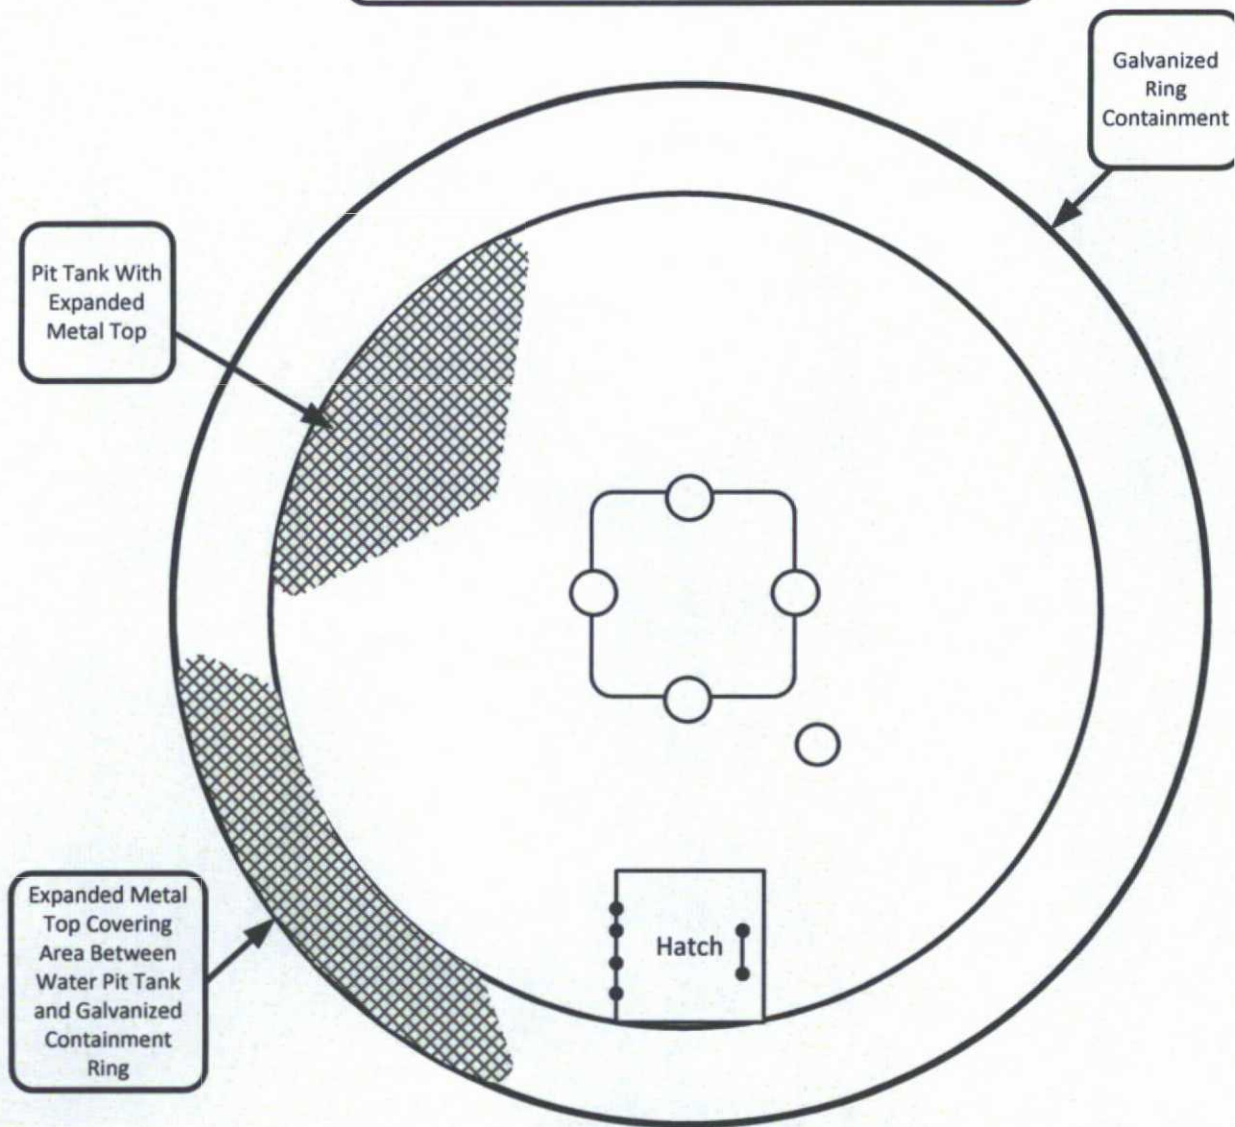 Galvanized
Ring
Containment
Pit Tank With
Expanded
Metal Top
Expanded Metal
Top Covering
Area Between
Water Pit Tank
and Galvanized
Containment
Ring
Hatch